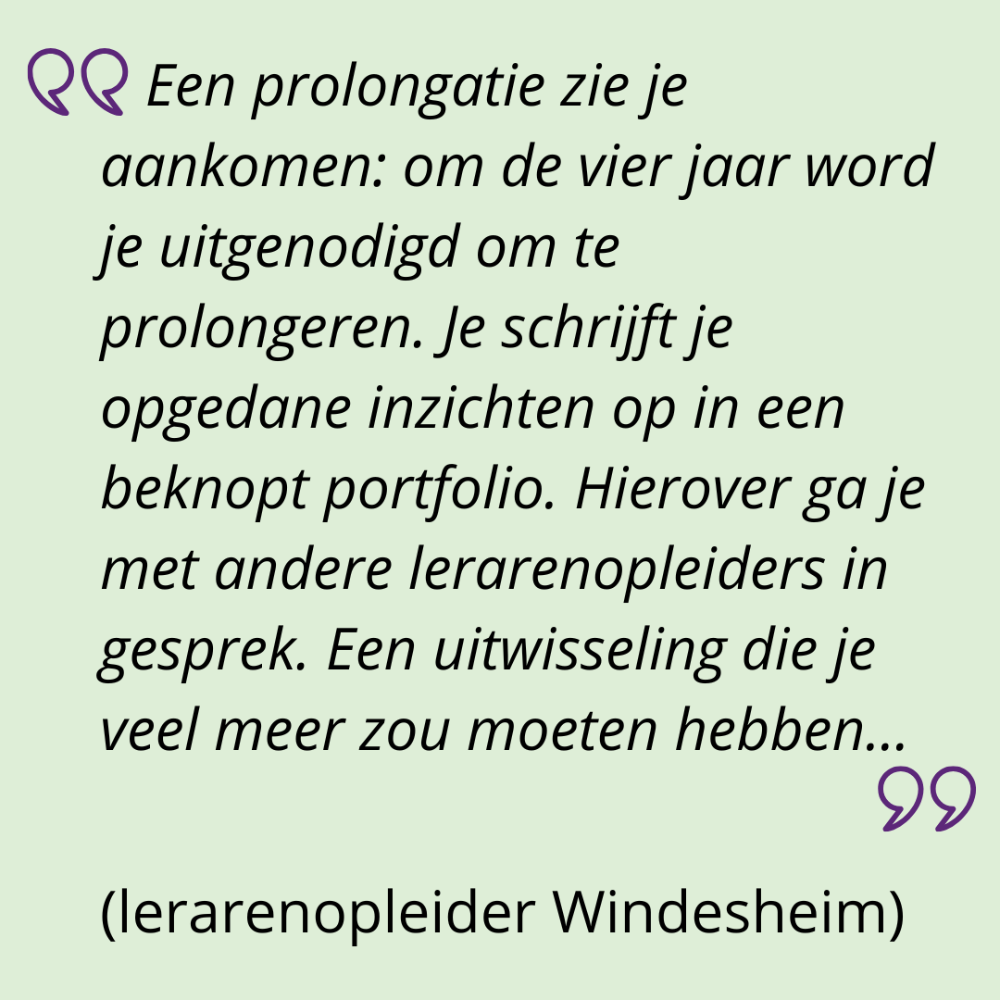 Een prolongatie zie je
aankomen: om de vier jaar word
je uitgenodigd om te
prolongeren. Je schrijft je
opgedane inzichten op in een
beknopt portfolio. Hierover ga je
met andere lerarenopleiders in
gesprek. Een uitwisseling die je
veel meer zou moeten hebben...
(lerarenopleider Windesheim)